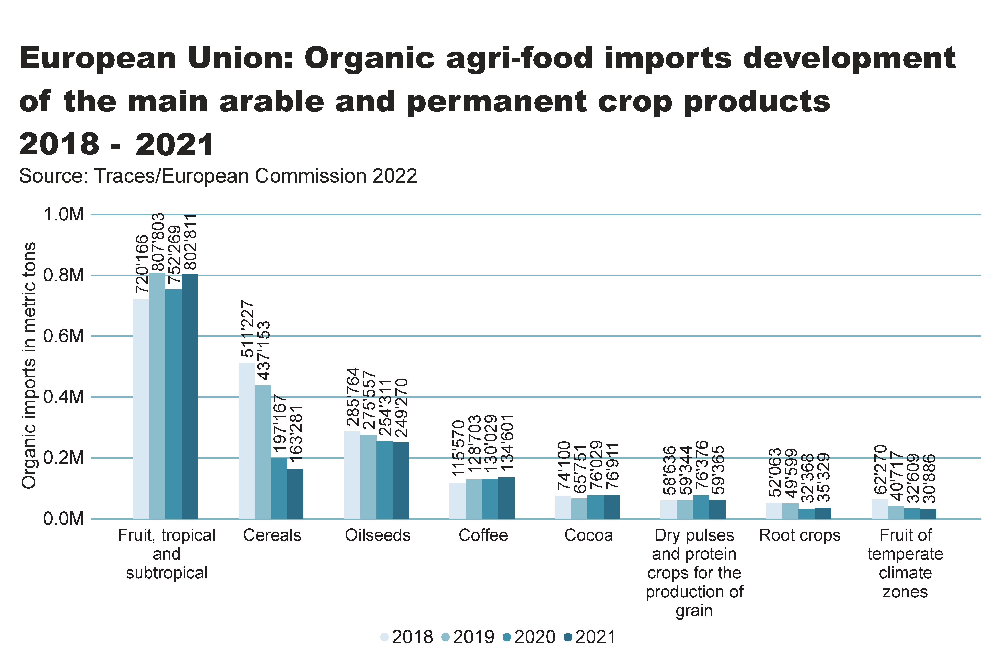 European Union: Organic agri-food imports development
of the main arable and permanent crop products
2018 - 2021
Source: Traces/European Commission 2022
Organic imports in metric tons
1.0M
0.8M
0.6M
0.4M
0.2M
0.0M
720'166
807'803
752'269
802'811
511'227
437'153
197'167
163'281
285'764
275'557
254'311
249'270
115'570
128'703
130'029
134'601
74'100
65'751
76'029
76'911
58'636
59'344
76'376
59'365
52'063
49'599
32'368
35'329
62'270
40'717
32'609
30'886
Fruit, tropical
and
subtropical
Cereals
Oilseeds
Coffee
Cocoa
Dry pulses
and protein
crops for the
production of
grain
Root crops
Fruit of
temperate
climate
zones
2018 2019 2020 2021